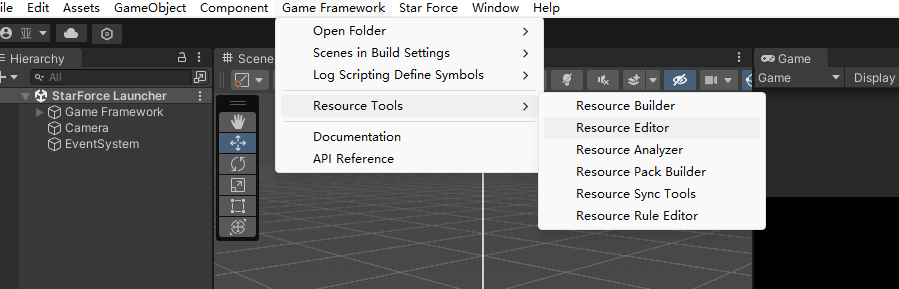 ile Edit Assets GameObject Component Game Framework Star Force Window Help
亚
Hierarchy
All
StarForce Launcher
Game Framework
Camera
EventSystem
Scene
Open Folder
Scenes in Build Settings
Log Scripting Define Symbols
Resource Tools
Documentation
API Reference
Resource Builder
Resource Editor
Resource Analyzer
Resource Pack Builder
Resource Sync Tools
Resource Rule Editor
Game
Game Display